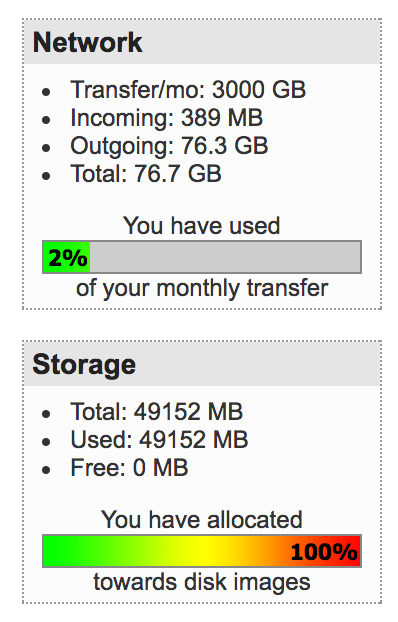 Network
• Transfer/mo: 3000 GB
• Incoming: 389 MB
• Outgoing: 76.3 GB
• Total: 76.7 GB
You have used
2%
of your monthly transfer
Storage
• Total: 49152 MB
• Used: 49152 MB
• Free: 0 MB
You have allocated
100%
towards disk images